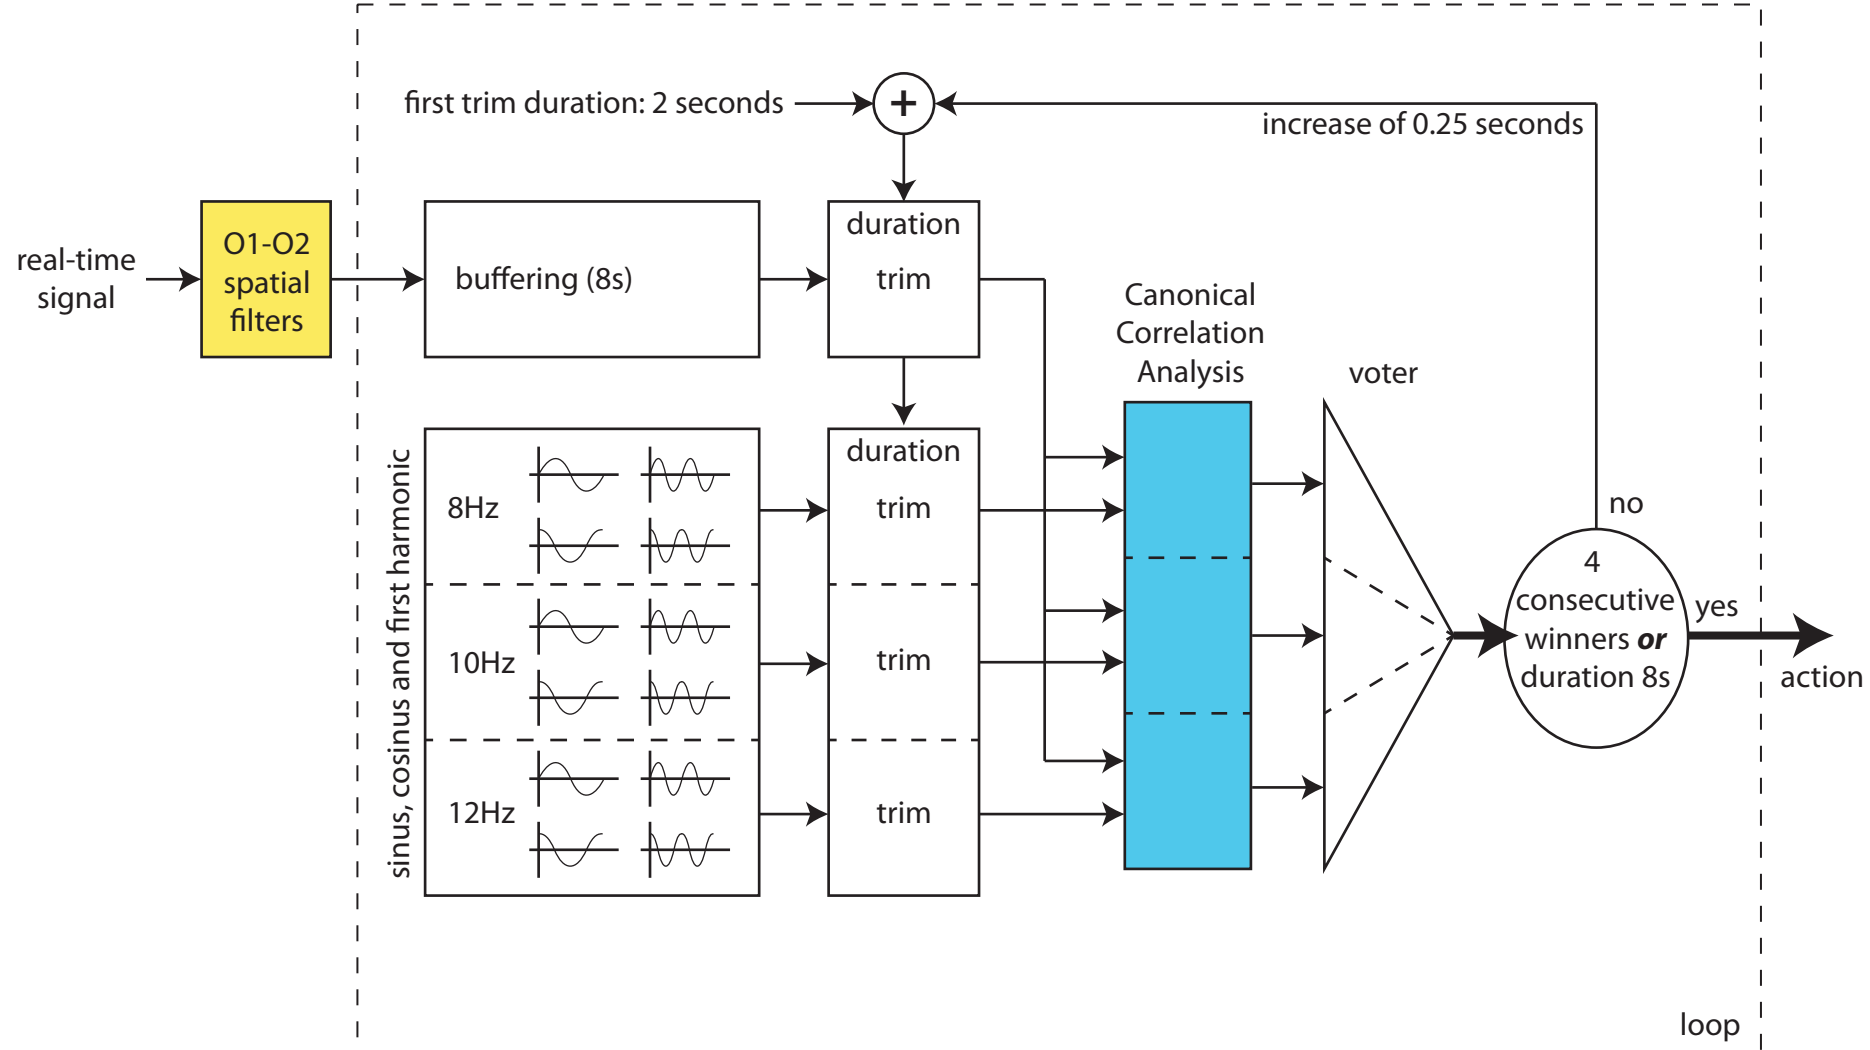 first trim duration: 2 seconds
+
increase of 0.25 seconds
real-time
signal
O1-O2
spatial
filters
buffering (8s)
duration
trim
Canonical
Correlation
Analysis
voter
sinus, cosinus and first harmonic
8Hz
10Hz
12Hz
duration
trim
trim
trim
no
4
consecutive
winners or
duration 8s
yes
action
loop